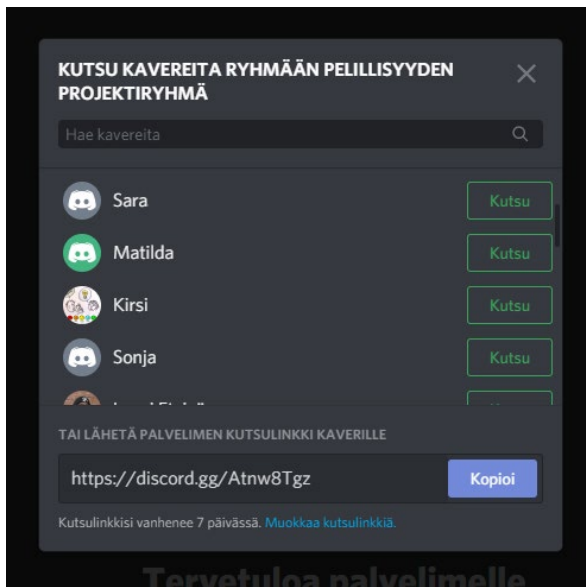 KUTSU KAVEREITA RYHMÄÄN PELILLISYYDEN
PROJEKTIRYHMÄ
Hae kavereita
Sara Kutsu
Matilda Kutsu
Kirsi Kutsu
Sonja Kutsu
TAI LÄHETÄ PALVELIMEN KUTSULINKKI KAVERILLE
https://discord.gg/Atnw8Tgz Kopioi
Kutsulinkkisi vanhenee 7 päivässä. Muokkaa kutsulinkkiä.
Tervetuloa palvelimelle